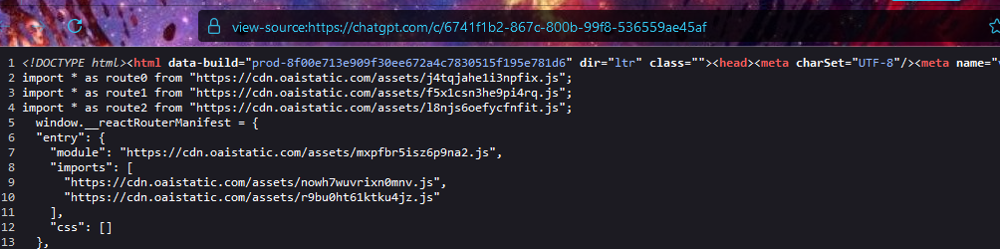 view-source:https://chatgpt.com/c/6741f1b2-867c-800b-99f8-536559ae45af
1 <!DOCTYPE html><html data-build="prod-8f00e713e909f30ee672a4c7830515f195e781d6" dir="ltr" class=""><head><meta charSet="UTF-8"/><meta name="
2 import * as route0 from "https://cdn.oaistatic.com/assets/j4tqjahe1i3npfix.js";
3 import * as route1 from "https://cdn.oaistatic.com/assets/f5x1csn3he9pi4rq.js";
4 import * as route2 from "https://cdn.oaistatic.com/assets/l8njs6oefycfnfit.js";
5 window.__reactRouterManifest = {
6 "entry": {
7 "module": "https://cdn.oaistatic.com/assets/mxpfbr5isz6p9na2.js",
8 "imports": [
9 "https://cdn.oaistatic.com/assets/nowh7wuvrixn0mnv.js",
10 "https://cdn.oaistatic.com/assets/r9bu0ht61ktku4jz.js"
11 ],
12 "css": []
13 },